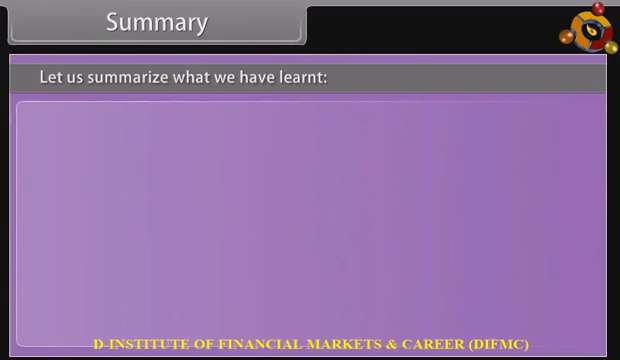 Summary
Let us summarize what we have learnt:
D-INSTITUTE OF FINANCIAL MARKETS & CAREER (DIFMC)